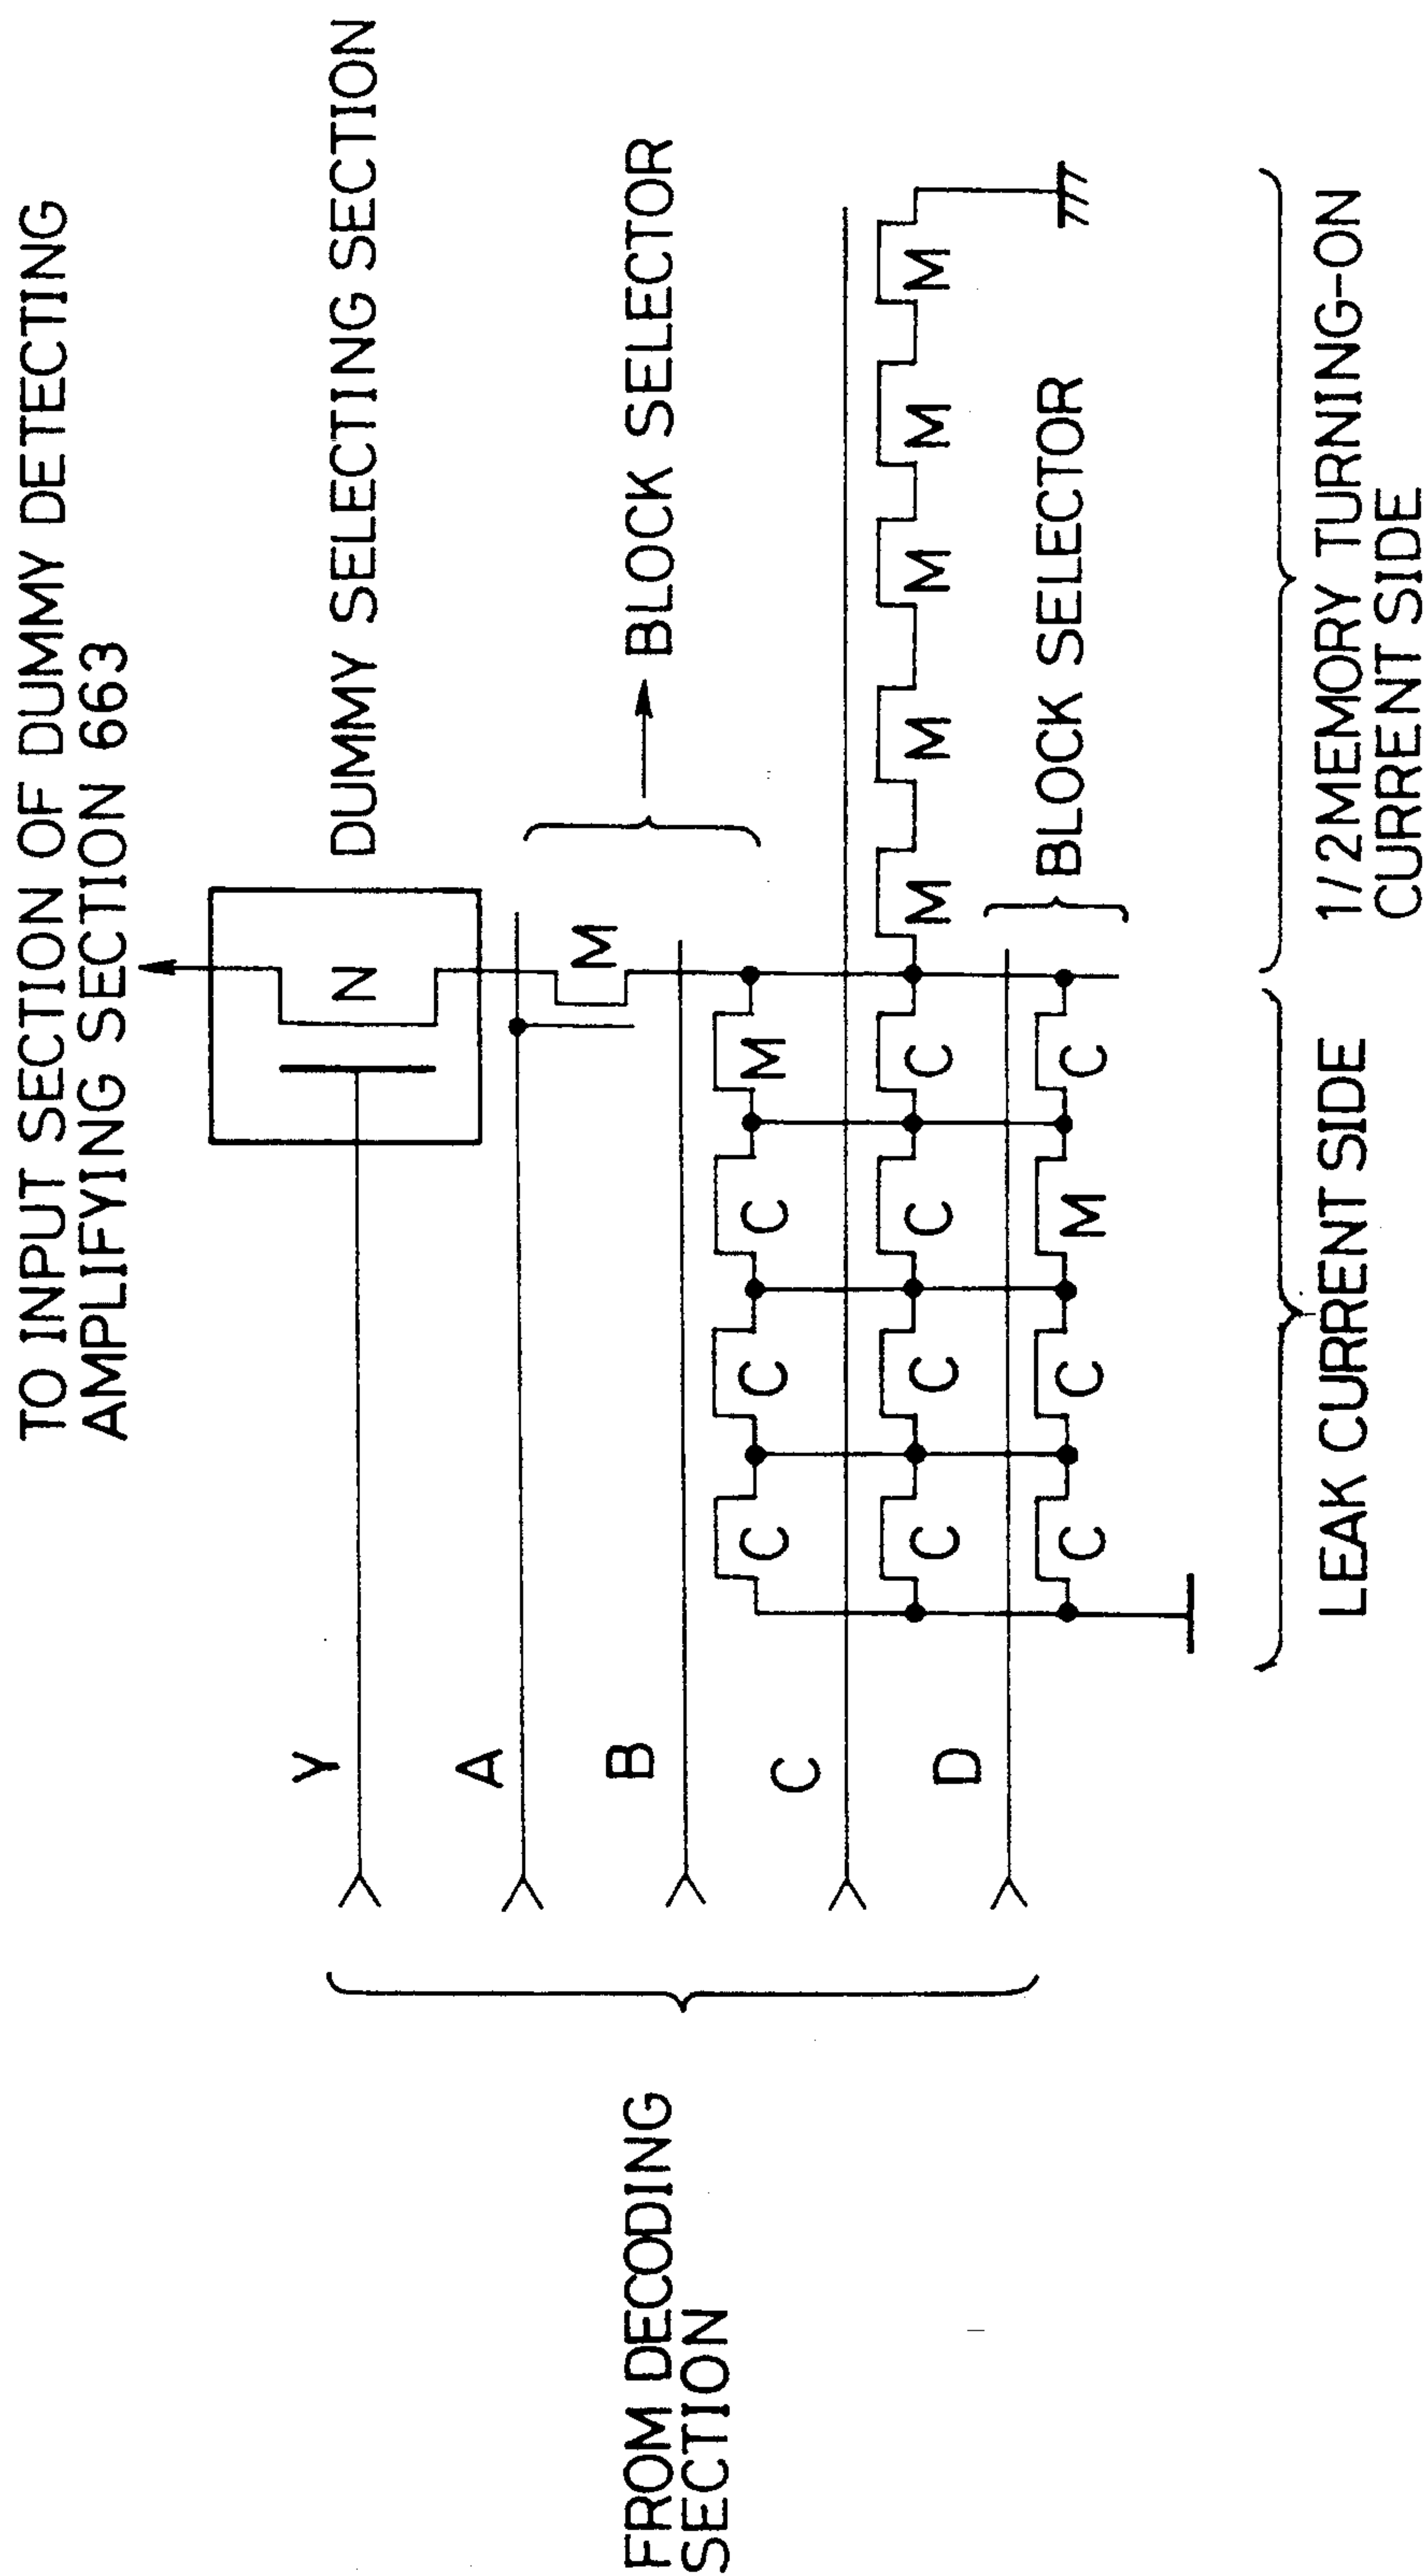 TO INPUT SECTION OF DUMMY DETECTING
AMPLIFYING SECTION 663
Y
N
DUMMY SELECTING SECTION
A
M
FROM DECODING
SECTION
B
BLOCK SELECTOR
C C C M
C
C C C C M M M M M
D
C C M C
BLOCK SELECTOR
LEAK CURRENT SIDE
1/2MEMORY TURNING-ON
CURRENT SIDE